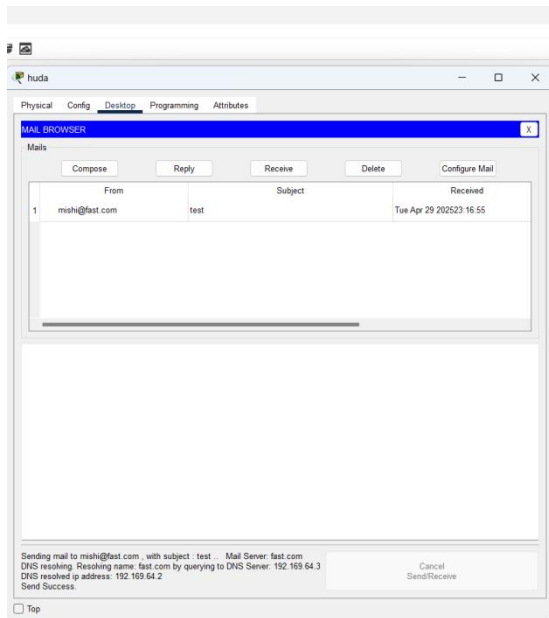 huda
Physical Config Desktop Programming Attributes
MAIL BROWSER X
Mails
Compose Reply Receive Delete Configure Mail
From Subject Received
1 mishi@fast.com test Tue Apr 29 202523:16:55
Sending mail to mishi@fast.com , with subject : test .. Mail Server: fast.com
DNS resolving. Resolving name: fast.com by querying to DNS Server: 192.169.64.3
DNS resolved ip address: 192.169.64.2
Send Success.
Cancel
Send/Receive
Top